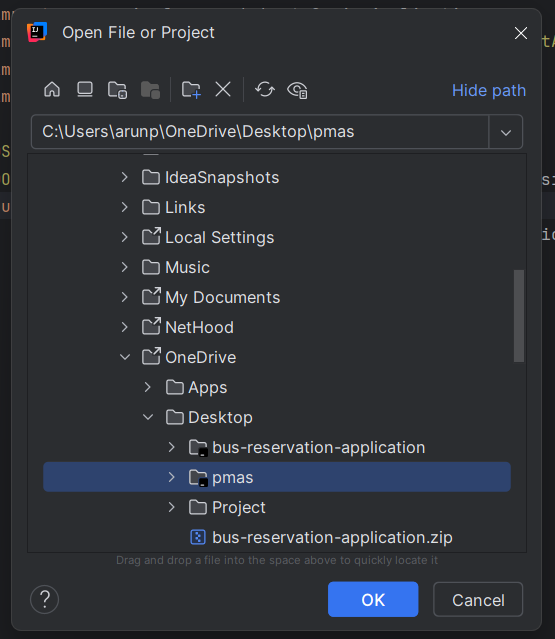 Open File or Project
Hide path
C:\Users\arunp\OneDrive\Desktop\pmas
IdeaSnapshots
Links
Local Settings
Music
My Documents
NetHood
OneDrive
Apps
Desktop
bus-reservation-application
pmas
Project
bus-reservation-application.zip
Drag and drop a file into the space above to quickly locate it
?
OK
Cancel